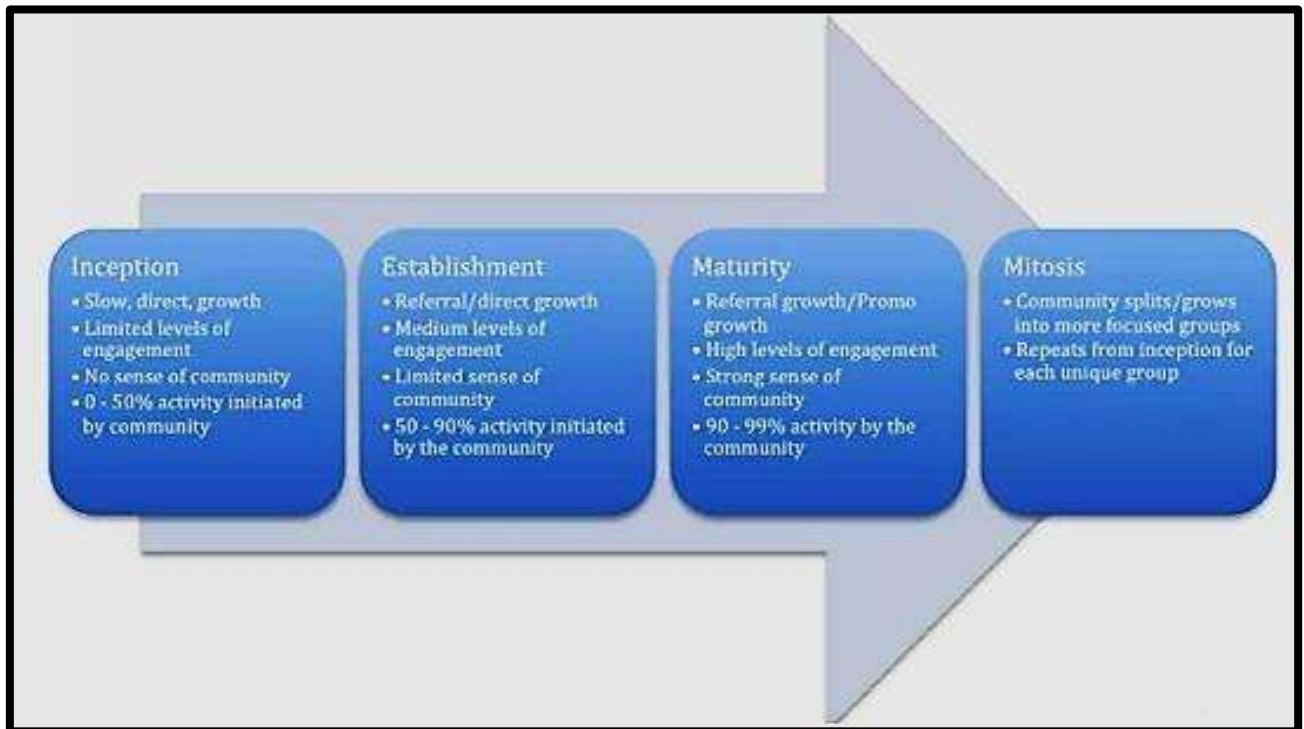 Inception
• Slow, direct, growth
• Limited levels of
engagement
• No sense of community
• 0 - 50% activity initiated
by community
Establishment
• Referral/direct growth
• Medium levels of
engagement
• Limited sense of
community
• 50 - 90% activity initiated
by the community
Maturity
• Referral growth/Promo
growth
• High levels of engagement
• Strong sense of
community
• 90 - 99% activity by the
community
Mitosis
• Community splits/grows
into more focused groups
• Repeats from inception for
each unique group